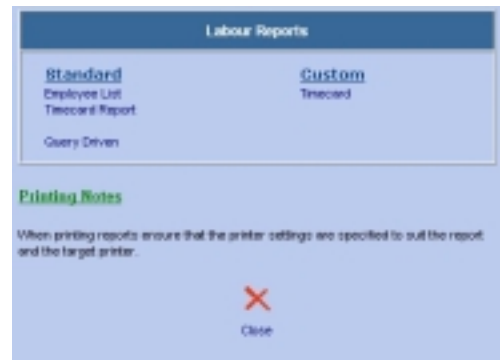 Labour Reports
Standard
Custom
Employee List
Timecard
Timecard Report
Query Driven
Printing Notes
When printing reports ensure that the printer settings are specified to suit the report
and the target printer.
Close